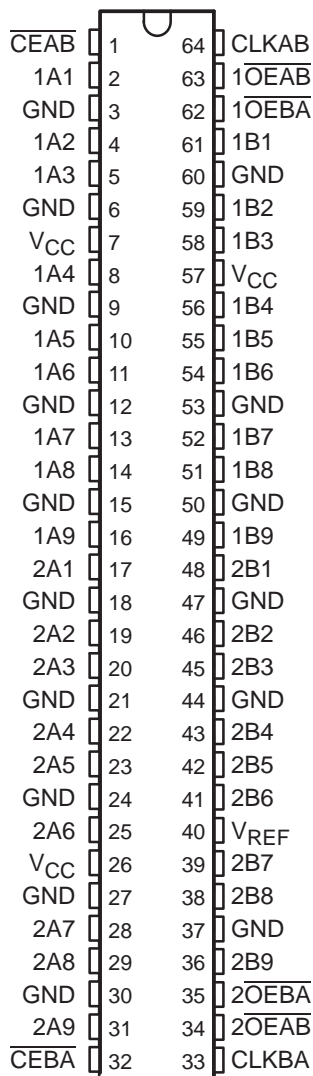 C̅E̅A̅B̅ 1 64 CLKAB
1A1 2 63 1O̅E̅A̅B̅
GND 3 62 1O̅E̅B̅A̅
1A2 4 61 1B1
1A3 5 60 GND
GND 6 59 1B2
VCC 7 58 1B3
1A4 8 57 VCC
GND 9 56 1B4
1A5 10 55 1B5
1A6 11 54 1B6
GND 12 53 GND
1A7 13 52 1B7
1A8 14 51 1B8
GND 15 50 GND
1A9 16 49 1B9
2A1 17 48 2B1
GND 18 47 GND
2A2 19 46 2B2
2A3 20 45 2B3
GND 21 44 GND
2A4 22 43 2B4
2A5 23 42 2B5
GND 24 41 2B6
2A6 25 40 VREF
VCC 26 39 2B7
GND 27 38 2B8
2A7 28 37 GND
2A8 29 36 2B9
GND 30 35 2O̅E̅B̅A̅
2A9 31 34 2O̅E̅A̅B̅
C̅E̅B̅A̅ 32 33 CLKBA